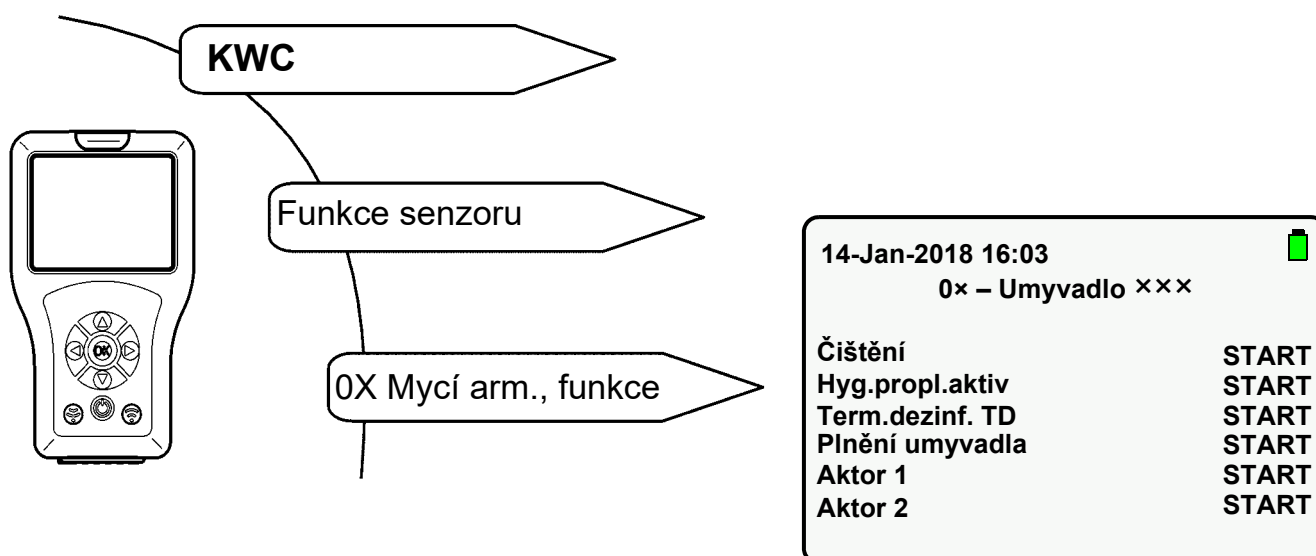 KWC
Funkce senzoru
0X Mycí arm., funkce
OK
14-Jan-2018 16:03
0× – Umyvadlo ×××
Čištění START
Hyg.propl.aktiv START
Term.dezinf. TD START
Plnění umyvadla START
Aktor 1 START
Aktor 2 START